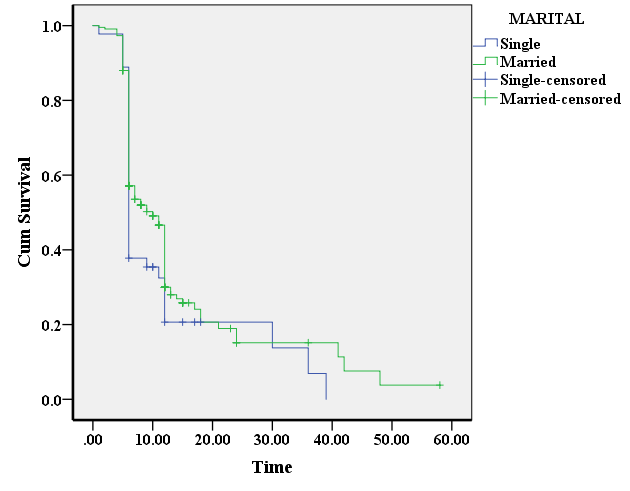 MARITAL
Single
Married
Single-censored
Married-censored
1.0
0.8
0.6
0.4
0.2
0.0
Cum Survival
.00 10.00 20.00 30.00 40.00 50.00 60.00
Time